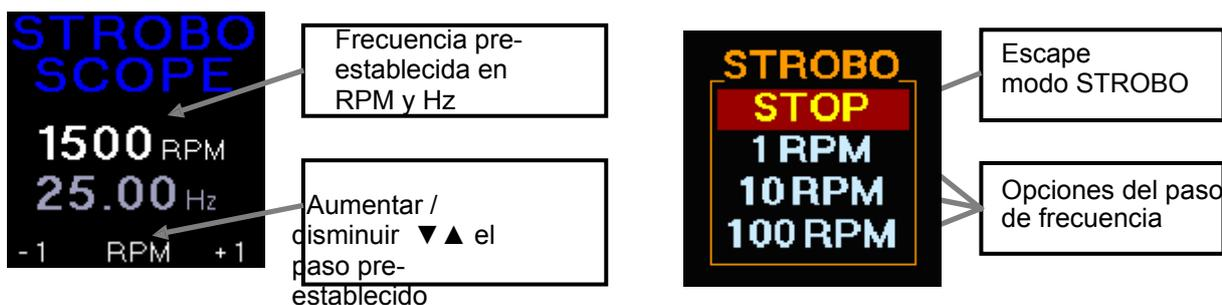 STROBO
SCOPE
1500 RPM
25.00 Hz
-1 RPM +1
Frecuencia pre-
establecida en
RPM y Hz
Aumentar /
disminuir ▼▲ el
paso pre-
establecido
STROBO
STOP
1 RPM
10 RPM
100 RPM
Escape
modo STROBO
Opciones del paso
de frecuencia